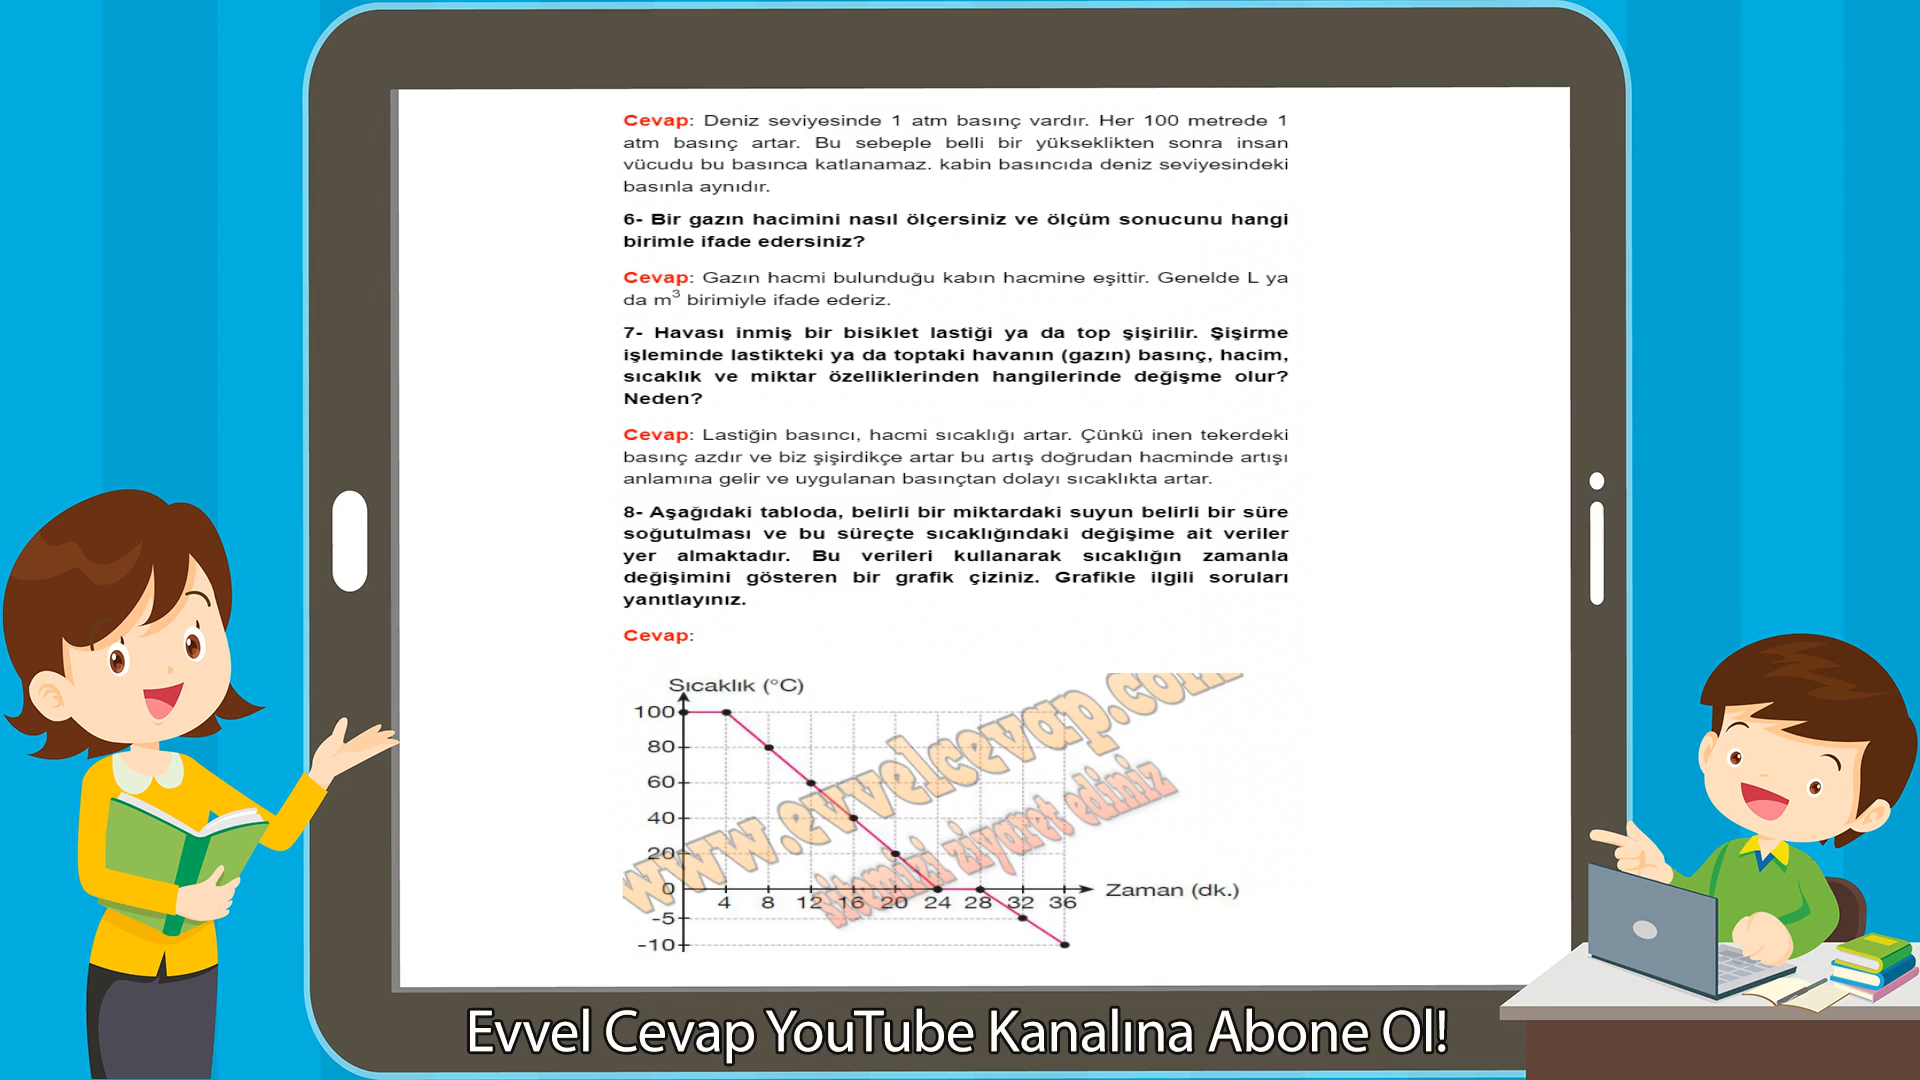 Cevap: Deniz seviyesinde 1 atm basınç vardır. Her 100 metrede 1
atm basınç artar. Bu sebeple belli bir yükseklikten sonra insan
vücudu bu basınca katlanamaz. kabin basıncıda deniz seviyesindeki
basınla aynıdır.
6- Bir gazın hacimini nasıl ölçersiniz ve ölçüm sonucunu hangi
birimle ifade edersiniz?
Cevap: Gazın hacmi bulunduğu kabın hacmine eşittir. Genelde L ya
da m³ birimiyle ifade ederiz.
7- Havası inmiş bir bisiklet lastiği ya da top şişirilir. Şişirme
işleminde lastikteki ya da toptaki havanın (gazın) basınç, hacim,
sıcaklık ve miktar özelliklerinden hangilerinde değişme olur?
Neden?
Cevap: Lastiğin basıncı, hacmi sıcaklığı artar. Çünkü inen tekerdeki
basınç azdır ve biz şişirdikçe artar bu artış doğrudan hacminde artışı
anlamına gelir ve uygulanan basınçtan dolayı sıcaklıkta artar.
8- Aşağıdaki tabloda, belirli bir miktardaki suyun belirli bir süre
soğutulması ve bu süreçte sıcaklığındaki değişime ait veriler
yer almaktadır. Bu verileri kullanarak sıcaklığın zamanla
değişimini gösteren bir grafik çiziniz. Grafikle ilgili soruları
yanıtlayınız.
Cevap:
Sıcaklık (°C)
100
80
60
40
20
0
-5
-10
4 8 12 16 20 24 28 32 36
Zaman (dk.)
www.evvelcevap.com
sitemizi ziyaret ediniz
Evvel Cevap YouTube Kanalına Abone Ol!